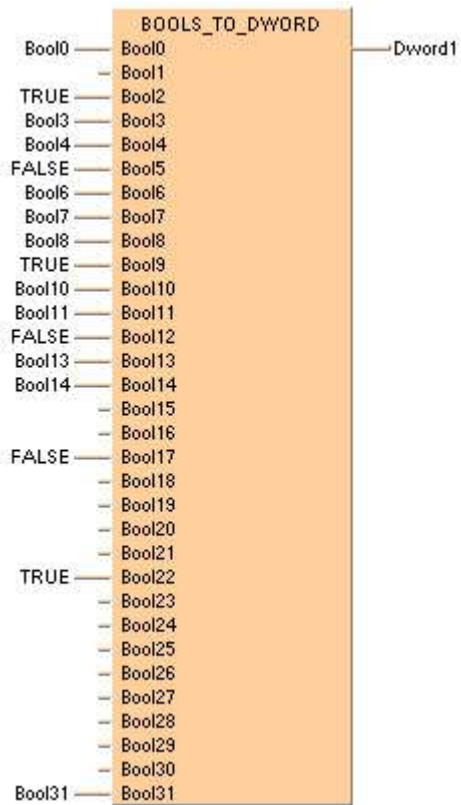 BOOLS_TO_DWORD
Bool0 Bool0 Dword1
Bool1
TRUE Bool2
Bool3 Bool3
Bool4 Bool4
FALSE Bool5
Bool6 Bool6
Bool7 Bool7
Bool8 Bool8
TRUE Bool9
Bool10 Bool10
Bool11 Bool11
FALSE Bool12
Bool13 Bool13
Bool14 Bool14
Bool15
Bool16
FALSE Bool17
Bool18
Bool19
Bool20
Bool21
TRUE Bool22
Bool23
Bool24
Bool25
Bool26
Bool27
Bool28
Bool29
Bool30
Bool31 Bool31